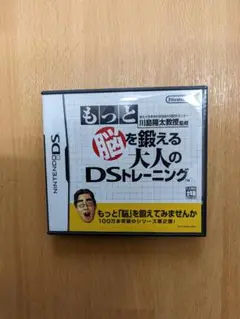 もっと
川島隆太教授監修
Nintendo
脳を鍛える
大人の
DSトレーニング
NINTENDO DS
もっと「脳」を鍛えてみませんか